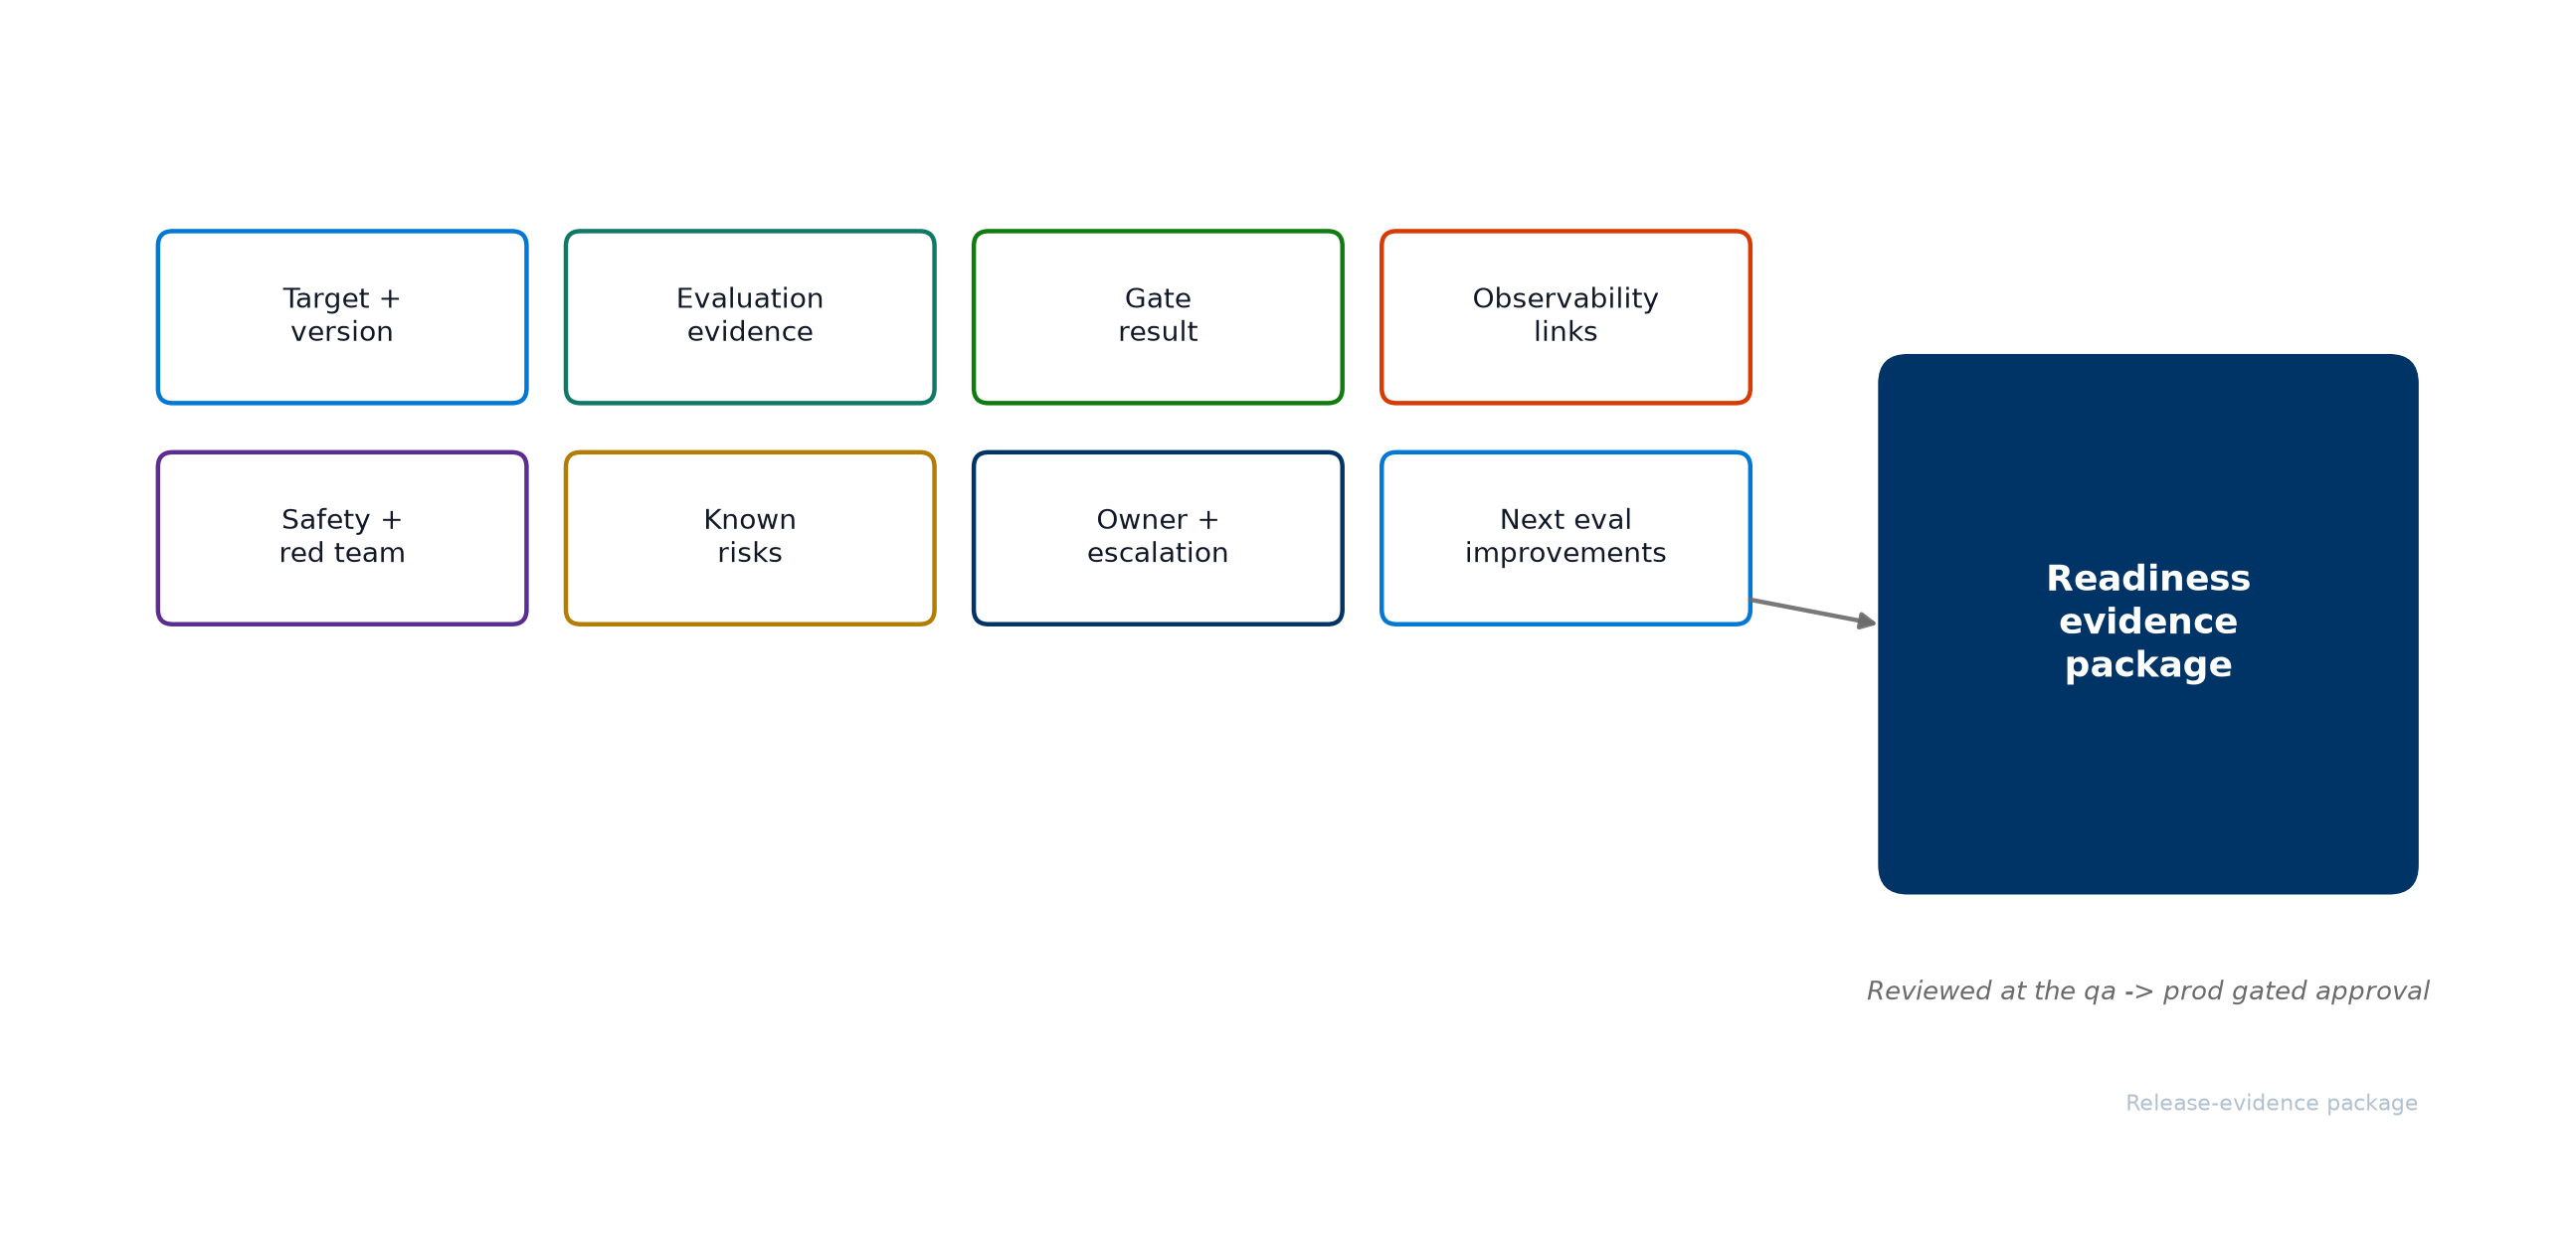 Target +
version
Evaluation
evidence
Gate
result
Observability
links
Safety +
red team
Known
risks
Owner +
escalation
Next eval
improvements
Readiness
evidence
package
Reviewed at the qa -> prod gated approval
Release-evidence package